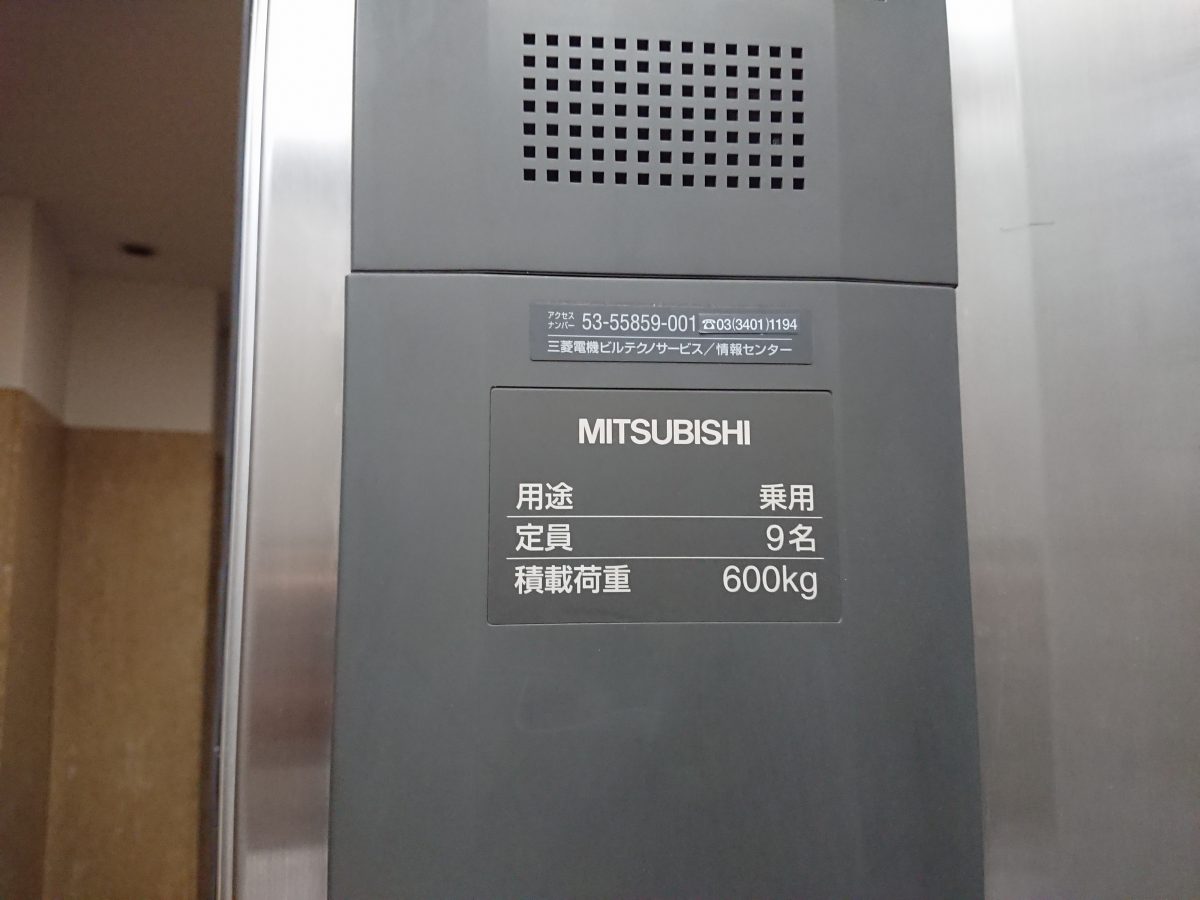 アクセス
ナンバー 53-55859-001 ☎03(3401)1194
三菱電機ビルテクノサービス／情報センター
MITSUBISHI
用途 乗用
定員 9名
積載荷重 600kg